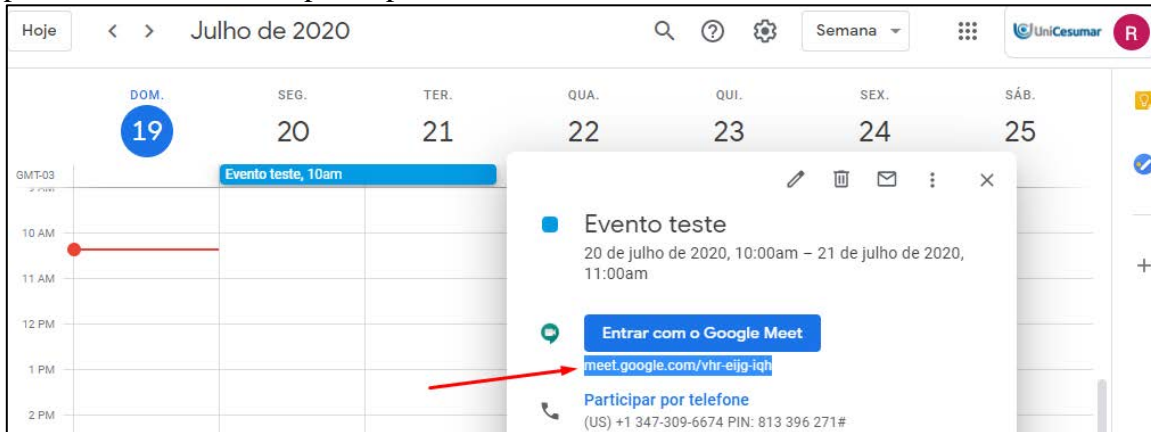 Hoje < > Julho de 2020 Semana UniCesumar R
DOM. SEG. TER. QUA. QUI. SEX. SÁB.
19 20 21 22 23 24 25
GMT-03 Evento teste, 10am
10 AM
11 AM
12 PM
1 PM
2 PM
Evento teste
20 de julho de 2020, 10:00am – 21 de julho de 2020,
11:00am
Entrar com o Google Meet
meet.google.com/vhr-eijg-iqh
Participar por telefone
(US) +1 347-309-6674 PIN: 813 396 271#